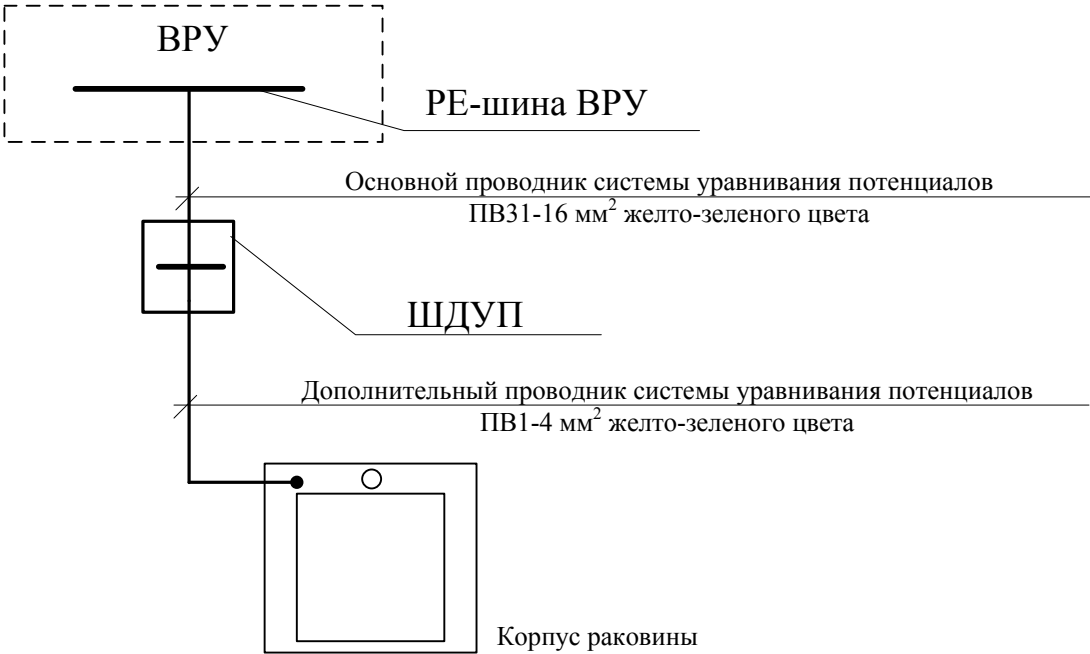 ВРУ
PE-шина ВРУ
Основной проводник системы уравнивания потенциалов
ПВ31-16 мм² желто-зеленого цвета
ШДУП
Дополнительный проводник системы уравнивания потенциалов
ПВ1-4 мм² желто-зеленого цвета
Корпус раковины